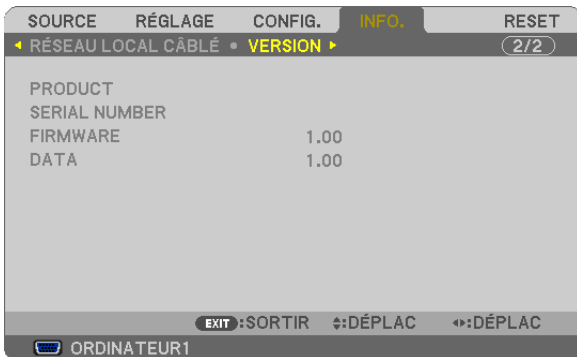 SOURCE RÉGLAGE CONFIG. INFO. RESET
RÉSEAU LOCAL CÂBLÉ VERSION 2/2
PRODUCT
SERIAL NUMBER
FIRMWARE 1.00
DATA 1.00
EXIT :SORTIR :DÉPLAC :DÉPLAC
ORDINATEUR1